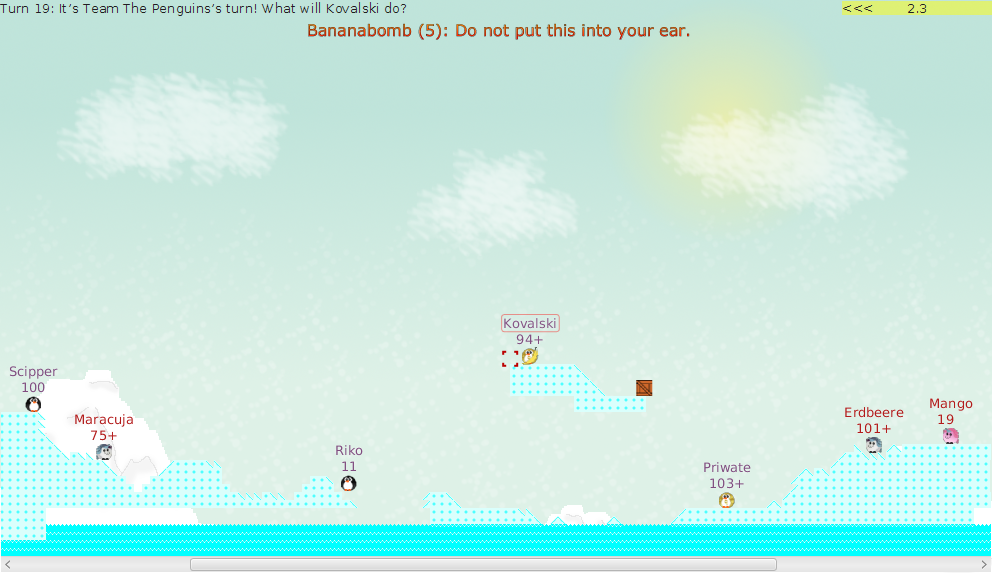 Turn 19: It’s Team The Penguins’s turn! What will Kovalski do?
<<< 2.3
Bananabomb (5): Do not put this into your ear.
Kovalski
94+
Scipper
100
Maracuja
75+
Riko
11
Private
103+
Erdbeere
101+
Mango
19